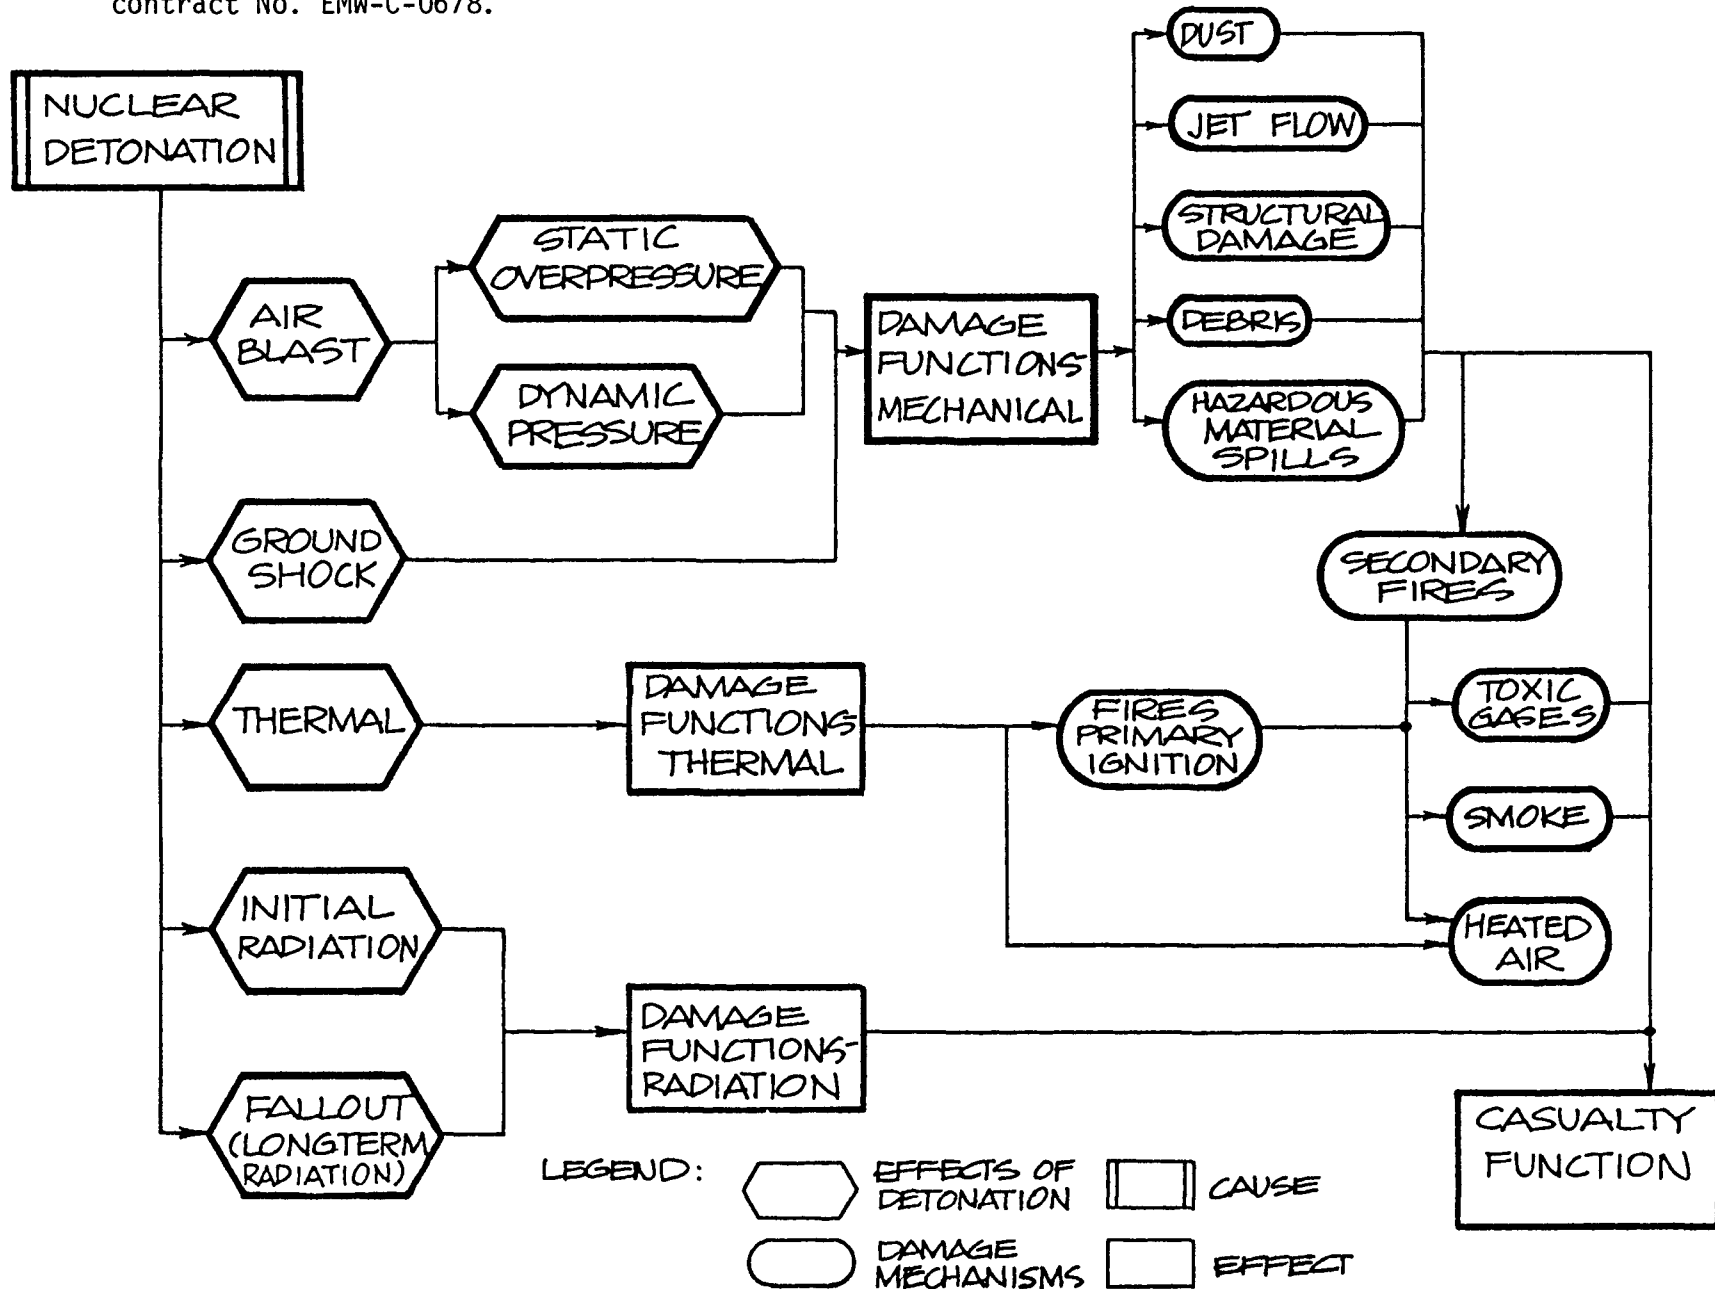 contract No. EMW-C-0678.
NUCLEAR
DETONATION
AIR
BLAST
STATIC
OVERPRESSURE
DYNAMIC
PRESSURE
GROUND
SHOCK
DAMAGE
FUNCTIONS-
MECHANICAL
DUST
JET FLOW
STRUCTURAL
DAMAGE
DEBRIS
HAZARDOUS
MATERIAL
SPILLS
SECONDARY
FIRES
THERMAL
DAMAGE
FUNCTIONS-
THERMAL
FIRES
PRIMARY
IGNITION
TOXIC
GASES
SMOKE
HEATED
AIR
INITIAL
RADIATION
FALLOUT
(LONGTERM
RADIATION)
DAMAGE
FUNCTIONS-
RADIATION
CASUALTY
FUNCTION
LEGEND:
EFFECTS OF
DETONATION
CAUSE
DAMAGE
MECHANISMS
EFFECT